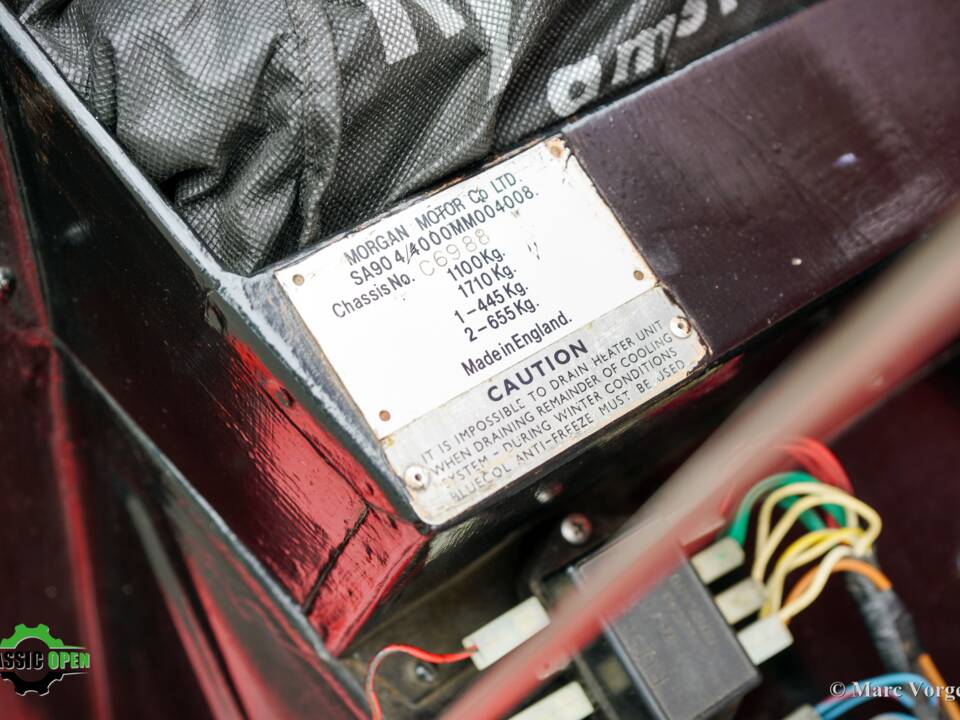 MORGAN MOTOR Co LTD.
SA90 4/4000MM004008.
Chassis No. C6988
1100Kg.
1710Kg.
1-445Kg.
2-655Kg.
Made in England.
CAUTION
IT IS IMPOSSIBLE TO DRAIN HEATER UNIT
WHEN DRAINING REMAINDER OF COOLING
SYSTEM - DURING WINTER CONDITIONS
BLUECOL ANTI-FREEZE MUST BE USED
ASSIC OPEN
© Marc Vorge